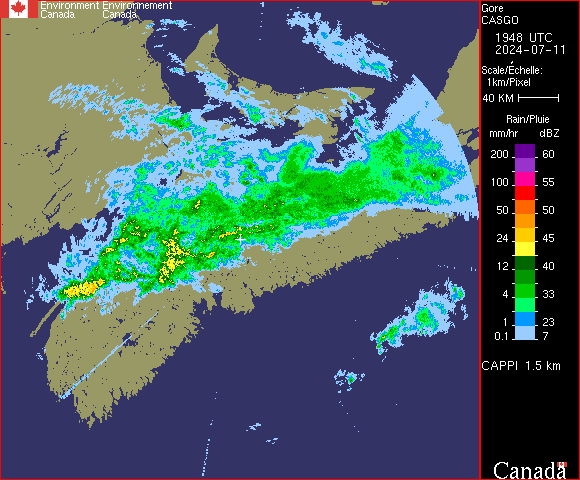 Environment Environnement
Canada Canada
Gore
CASGO
1948 UTC
2024-07-11
Scale/Échelle:
1km/Pixel
40 KM
Rain/Pluie
mm/hr dBZ
200 60
100 55
50 50
24 45
12 40
4 33
1 23
0.1 7
CAPPI 1.5 km
Canada